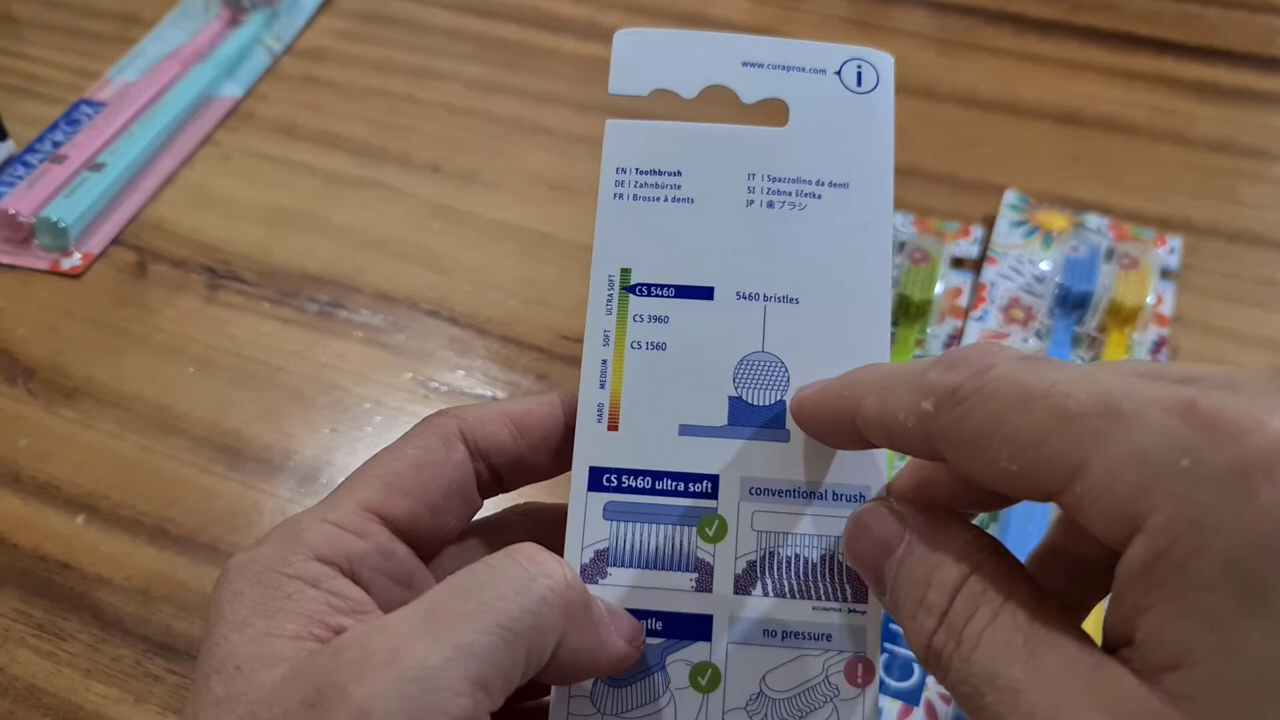 www.curaprox.com
i
EN | Toothbrush
DE | Zahnbürste
FR | Brosse à dents
IT | Spazzolino da denti
SI | Zobna ščetka
JP | 歯ブラシ
ULTRA SOFT
SOFT
MEDIUM
HARD
CS 5460
CS 3960
CS 1560
5460 bristles
CS 5460 ultra soft
conventional brush
©CURAPROX -
no pressure
CURAPROX